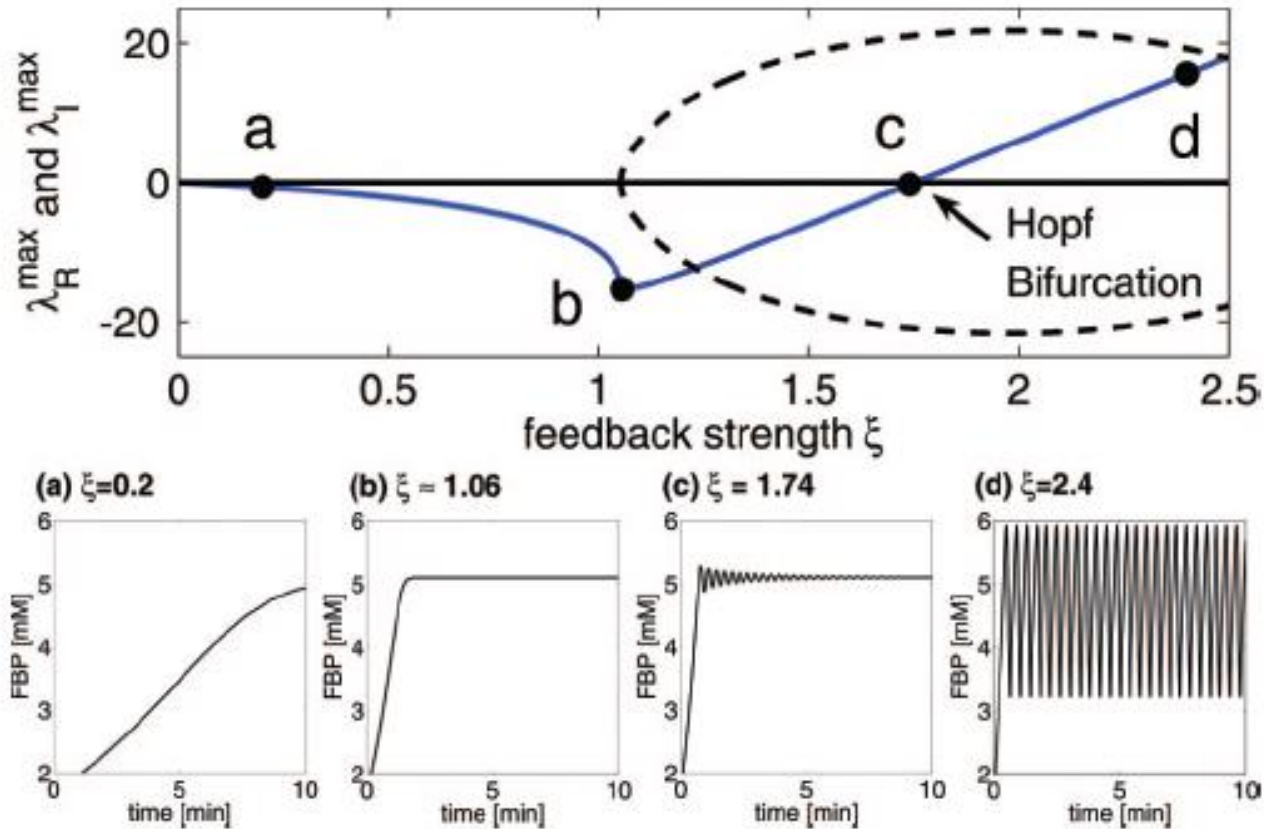 20
0
-20
λ_R^max and λ_I^max
a
b
c
d
Hopf
Bifurcation
0 0.5 1 1.5 2 2.5
feedback strength ξ
(a) ξ=0.2
(b) ξ ≈ 1.06
(c) ξ = 1.74
(d) ξ=2.4
6
5
4
3
2
FBP [mM]
0 5 10
time [min]
6
5
4
3
2
FBP [mM]
0 5 10
time [min]
6
5
4
3
2
FBP [mM]
0 5 10
time [min]
6
5
4
3
2
FBP [mM]
0 5 10
time [min]